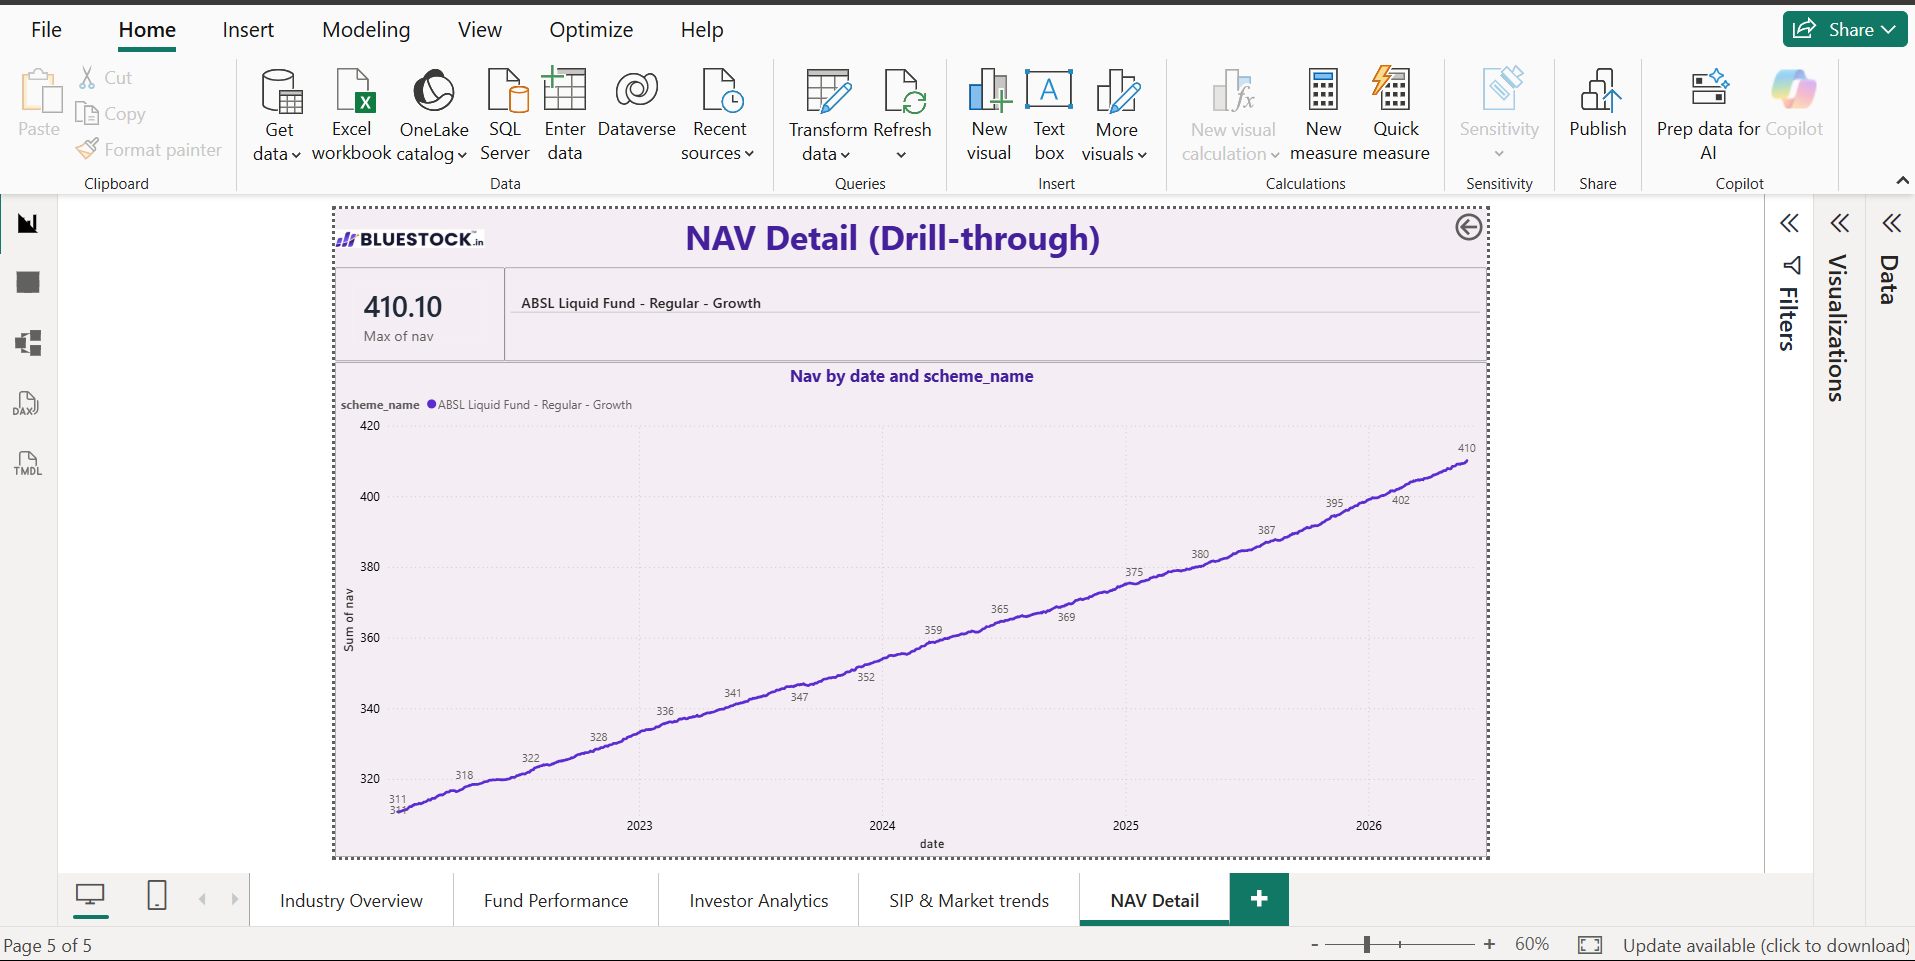 File Home Insert Modeling View Optimize Help Share
Paste
Cut
Copy
Format painter
Clipboard
Get data
Excel workbook
OneLake catalog
SQL Server
Enter data
Dataverse
Recent sources
Data
Transform data
Refresh
Queries
New visual
Text box
More visuals
Insert
New visual calculation
New measure
Quick measure
Calculations
Sensitivity
Sensitivity
Publish
Share
Prep data for AI
Copilot
Copilot
DAX
TMDL
BLUESTOCK.in
NAV Detail (Drill-through)
410.10
Max of nav
ABSL Liquid Fund - Regular - Growth
Nav by date and scheme_name
scheme_name ABSL Liquid Fund - Regular - Growth
420
400
380
360
340
320
Sum of nav
311
311
318
322
328
336
341
347
352
359
365
369
375
380
387
395
402
410
2023 2024 2025 2026
date
Filters
Visualizations
Data
Industry Overview Fund Performance Investor Analytics SIP & Market trends NAV Detail +
Page 5 of 5
- + 60% Update available (click to download)